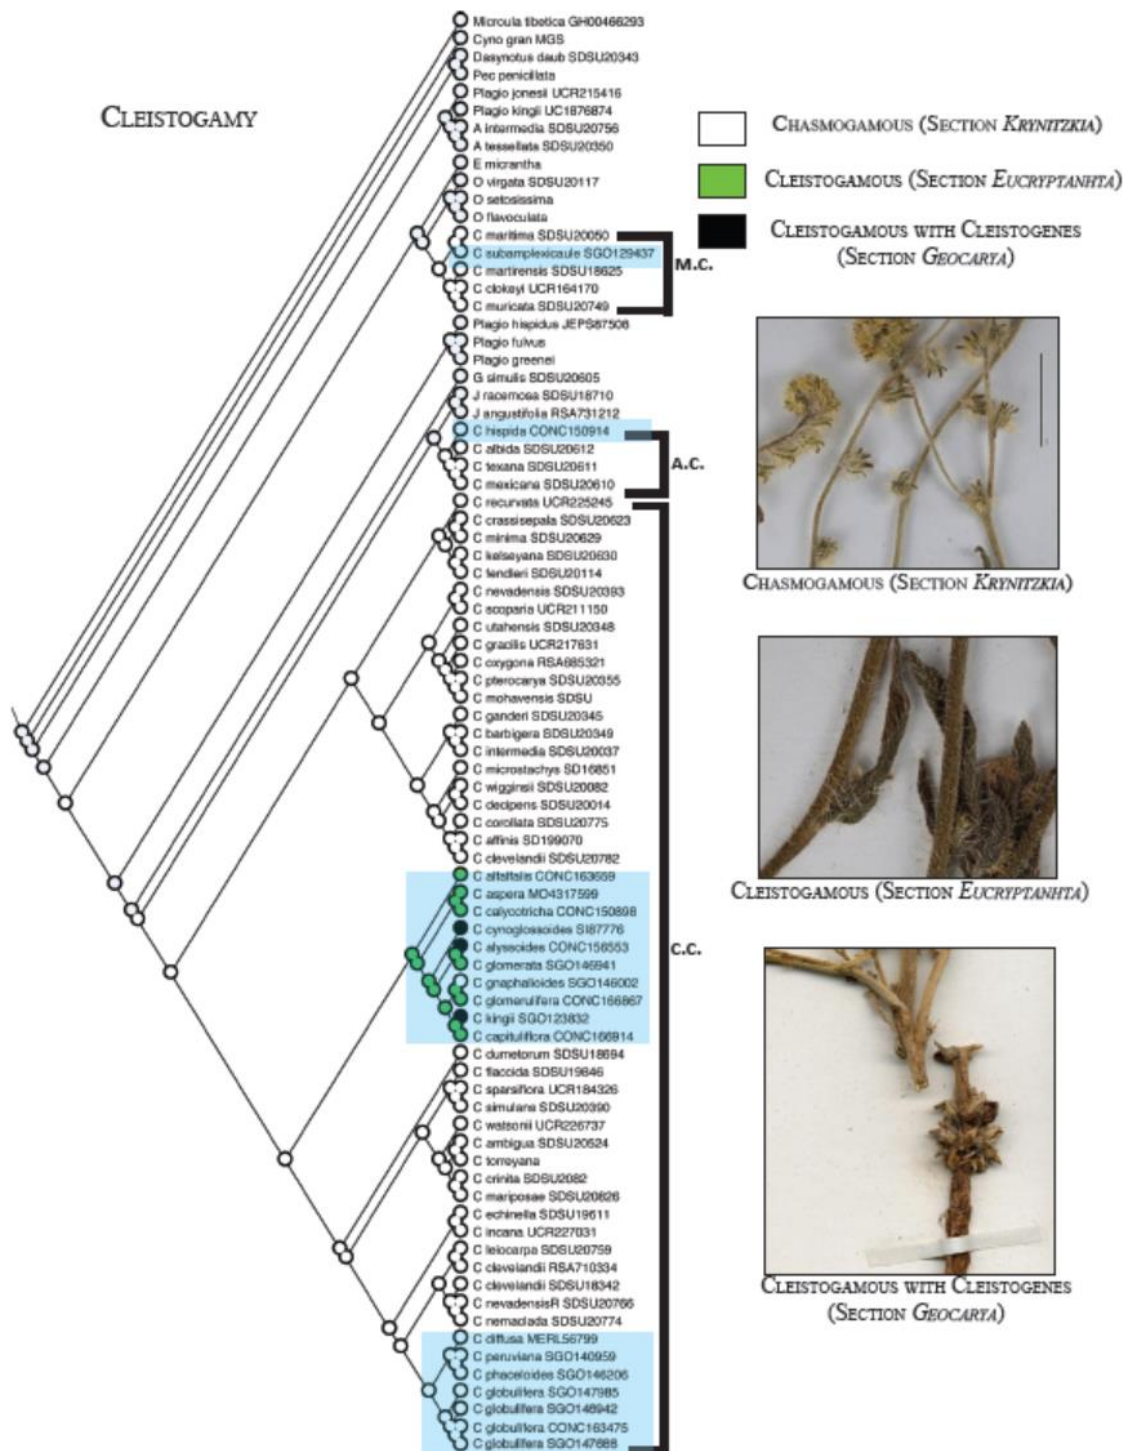 CLEISTOGAMY
Microula tibetica GH00466293
Cyno gran MGS
Dasynotus daub SDSU20343
Pec penicillata
Plagio jonesii UCR215416
Plagio kingii UC1876874
A intermedia SDSU20756
A tessellata SDSU20350
E micrantha
O virgata SDSU20117
O setosissima
O flavoculata
C maritima SDSU20050
C subamplexicaule SGO129437
C martirensis SDSU18625
C clokeyi UCR164170
C muricata SDSU20749
Plagio hispidus JEPS87508
Plagio fulvus
Plagio greenei
G simulis SDSU20605
J racemosa SDSU18710
J angustifolia RSA731212
C hispida CONC150914
C albida SDSU20612
C texana SDSU20611
C mexicana SDSU20610
C recurvata UCR225245
C crassisepala SDSU20623
C minima SDSU20629
C kelseyana SDSU20630
C fendleri SDSU20114
C nevadensis SDSU20393
C scoparia UCR211150
C utahensis SDSU20348
C gracilis UCR217631
C oxygona RSA685321
C pterocarya SDSU20355
C mohavensis SDSU
C ganderi SDSU20345
C barbigera SDSU20349
C intermedia SDSU20037
C microstachys SD16851
C wigginsii SDSU20082
C decipens SDSU20014
C corollata SDSU20775
C affinis SD199070
C clevelandii SDSU20782
C alfalfalis CONC163659
C aspera MO4317599
C calycotricha CONC150898
C cynoglossoides SI87776
C alyssoides CONC156553
C glomerata SGO146941
C gnaphalioides SGO146002
C glomerulifera CONC166867
C kingii SGO123832
C capituliflora CONC166914
C dumetorum SDSU18694
C flaccida SDSU19846
C sparsiflora UCR184326
C simulans SDSU20390
C watsonii UCR226737
C ambigua SDSU20524
C torreyana
C crinita SDSU2082
C mariposae SDSU20826
C echinella SDSU19611
C incana UCR227031
C leiocarpa SDSU20759
C clevelandii RSA710334
C clevelandii SDSU18342
C nevadensisR SDSU20766
C nemaclada SDSU20774
C diffusa MERL56799
C peruviana SGO140959
C phaceloides SGO146206
C globulifera SGO147985
C globulifera SGO148942
C globulifera CONC163475
C globulifera SGO147688
M.C.
A.C.
C.C.
CHASMOGAMOUS (SECTION KRYNITZKIA)
CLEISTOGAMOUS (SECTION EUCRYPTANHTA)
CLEISTOGAMOUS WITH CLEISTOGENES
(SECTION GEOCARYA)
CHASMOGAMOUS (SECTION KRYNITZKIA)
CLEISTOGAMOUS (SECTION EUCRYPTANHTA)
CLEISTOGAMOUS WITH CLEISTOGENES
(SECTION GEOCARYA)